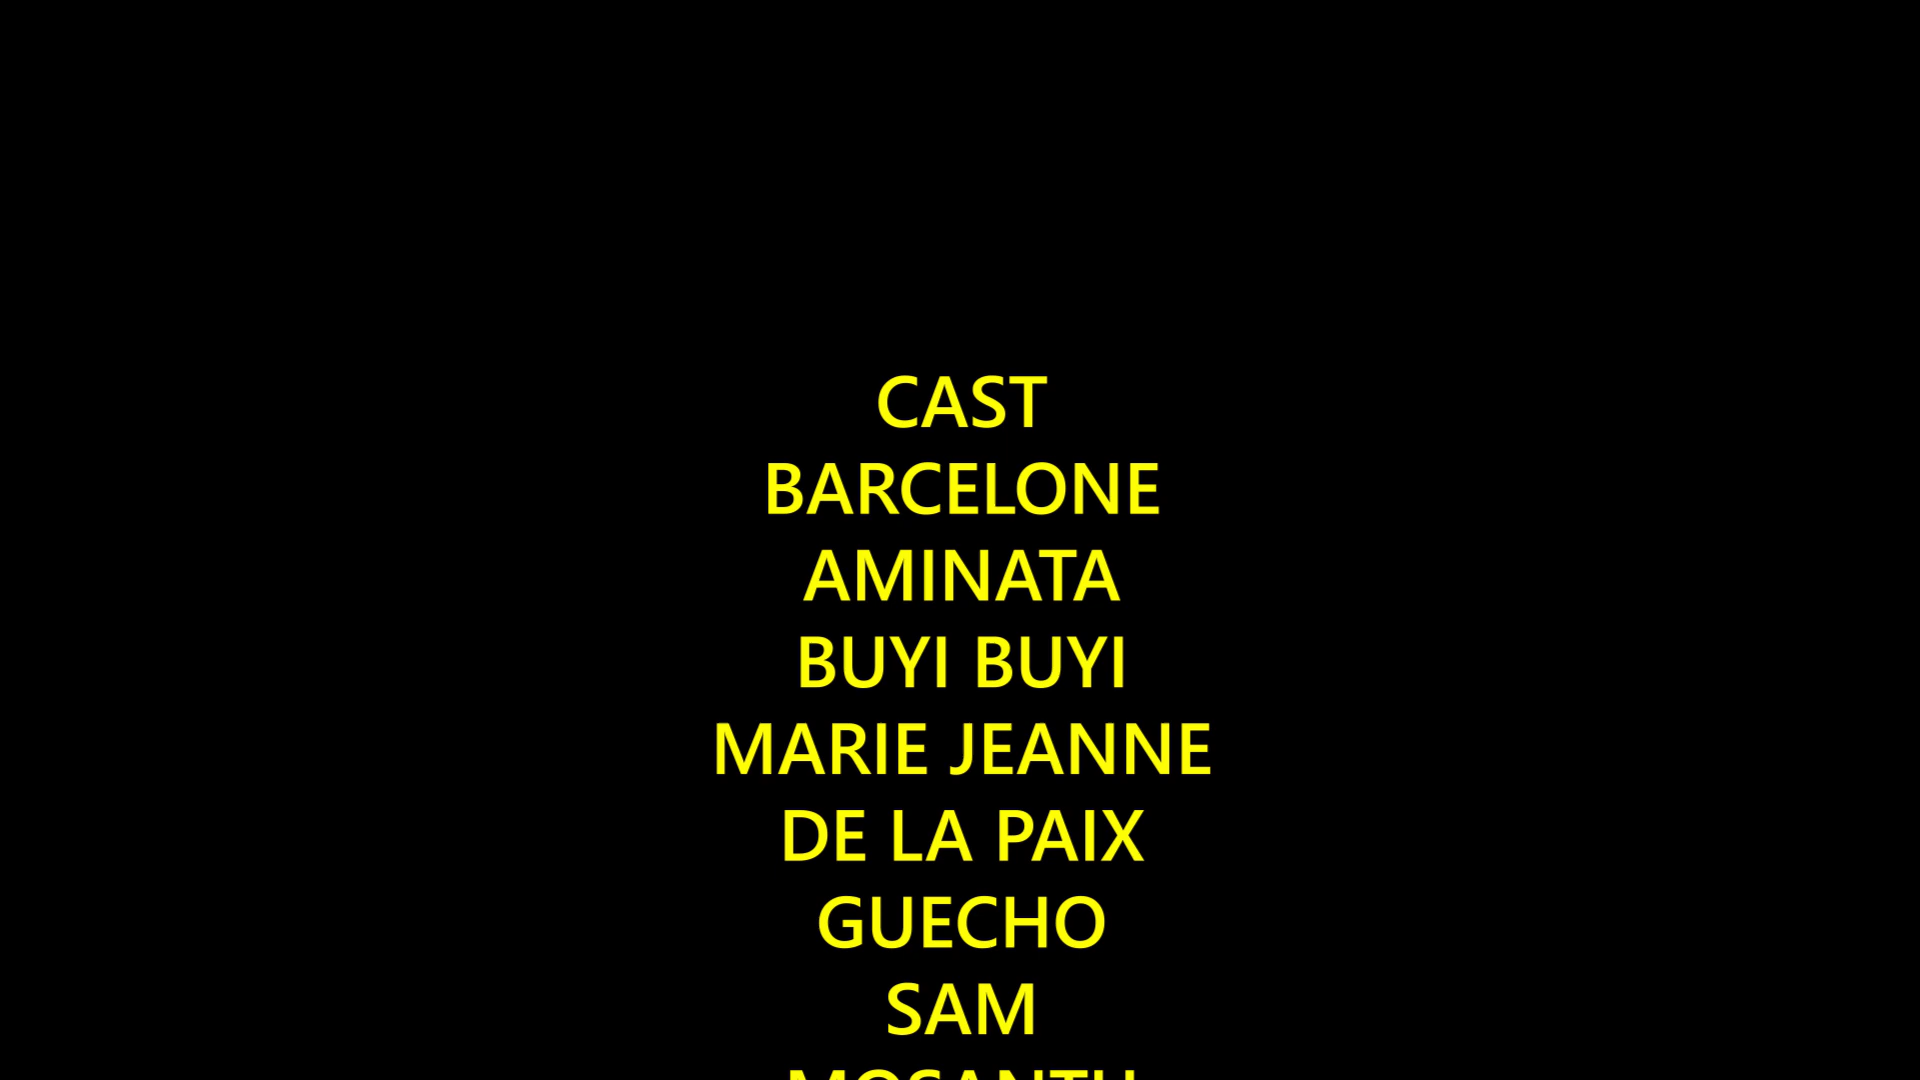 CAST
BARCELONE
AMINATA
BUYI BUYI
MARIE JEANNE
DE LA PAIX
GUECHO
SAM